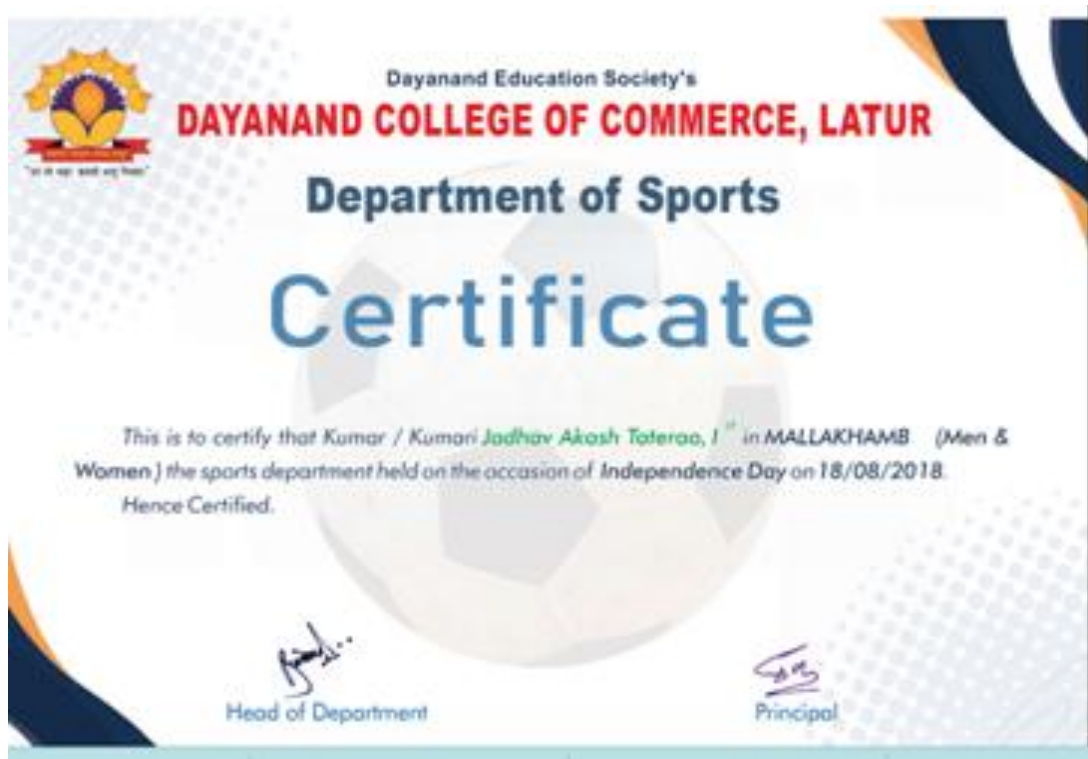 Dayanand Education Society's
DAYANAND COLLEGE OF COMMERCE, LATUR
Department of Sports
Certificate
This is to certify that Kumar / Kumari Jadhav Akash Taterao, I st in MALLAKHAMB (Men &
Women ) the sports department held on the occasion of Independence Day on 18/08/2018.
Hence Certified.
Head of Department
Principal